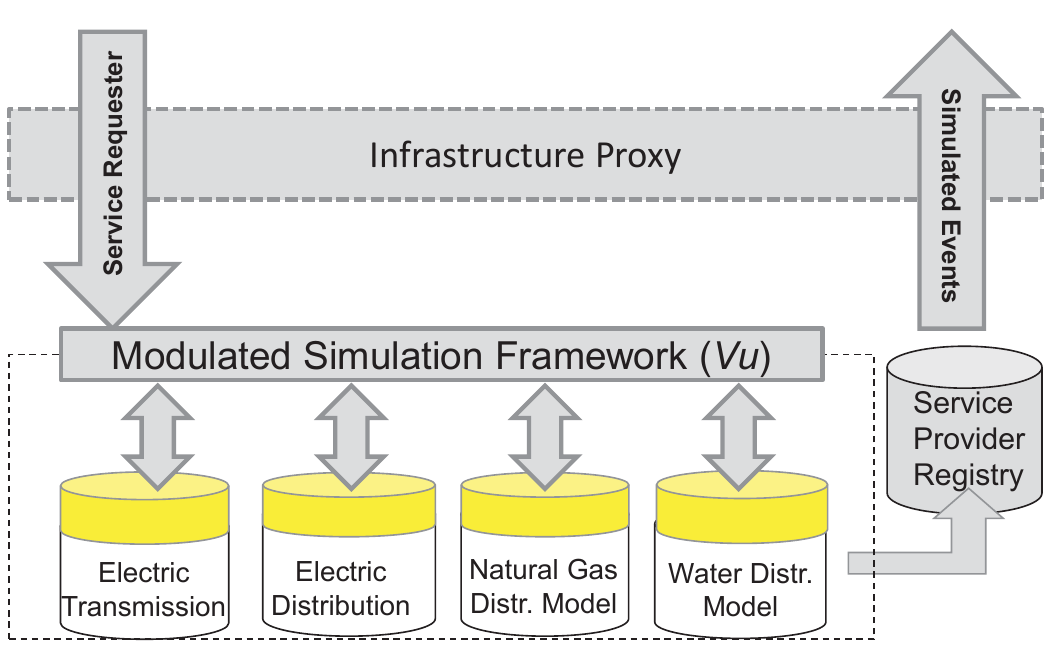 Service Requester
Infrastructure Proxy
Simulated Events
Modulated Simulation Framework (Vu)
Service
Provider
Registry
Electric
Transmission
Electric
Distribution
Natural Gas
Distr. Model
Water Distr.
Model